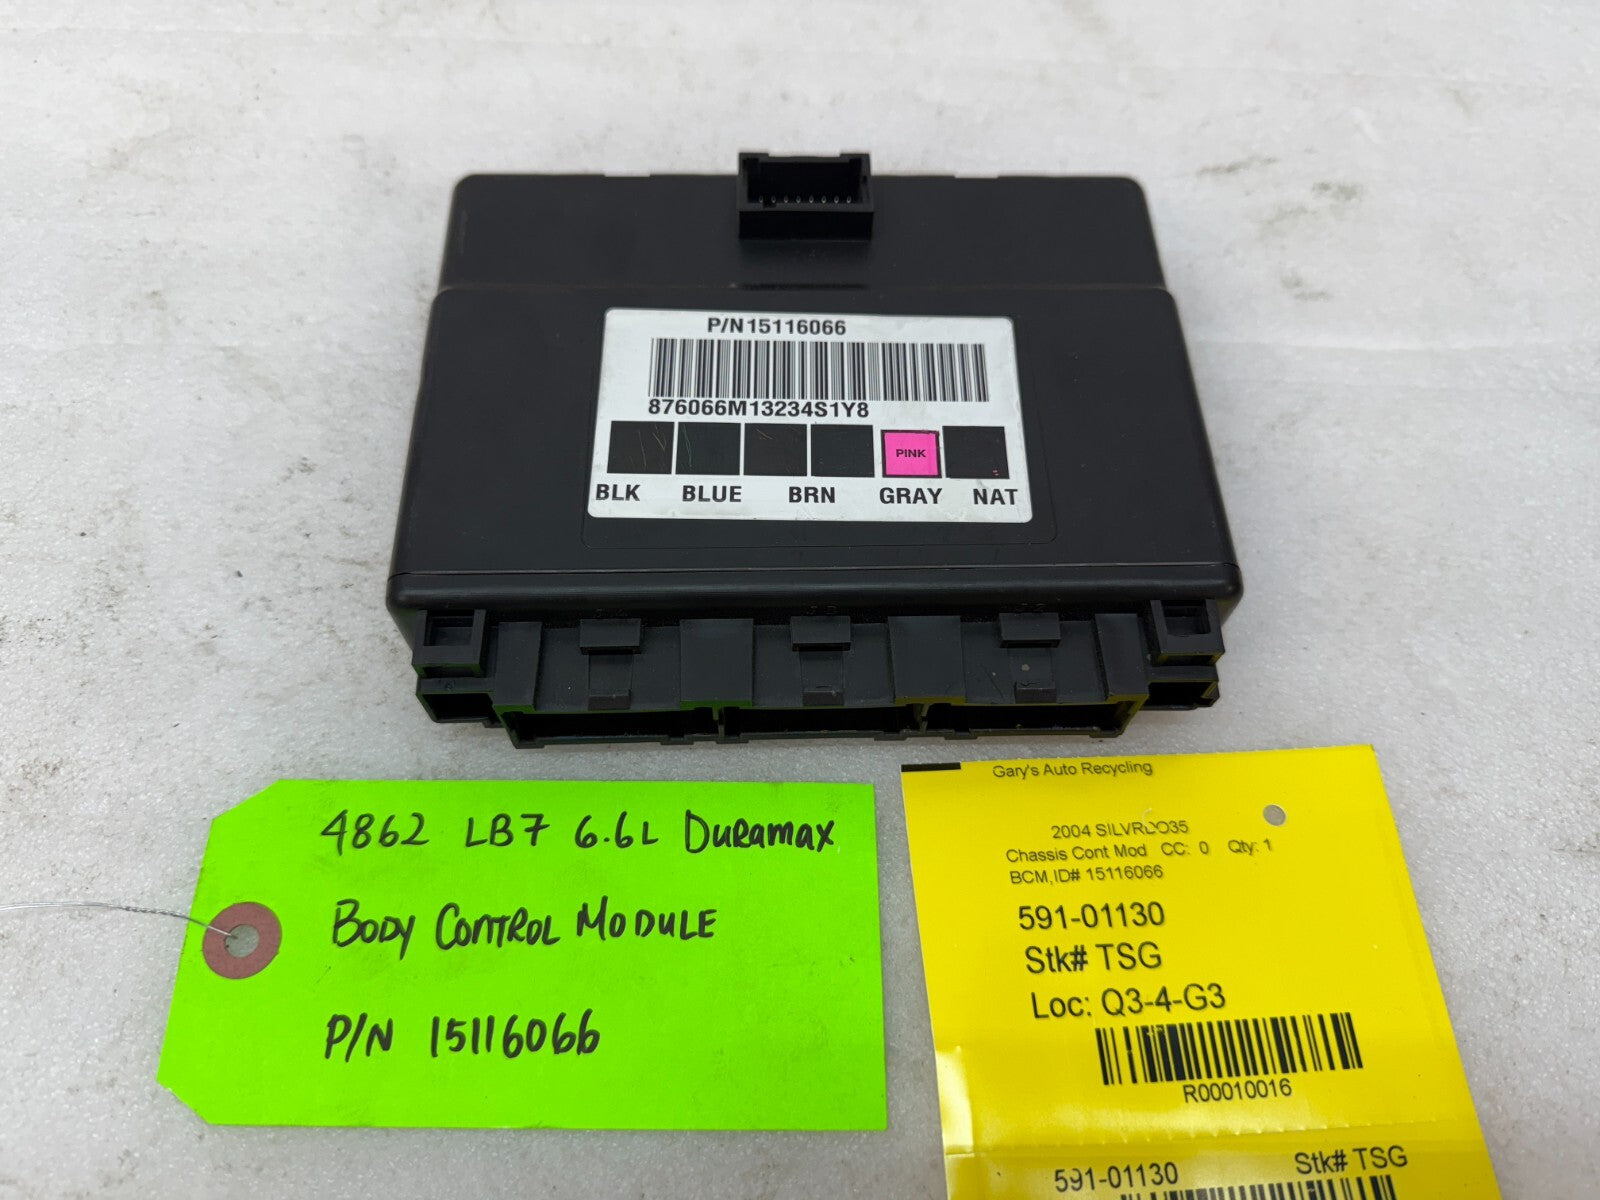 P/N15116066
876066M13234S1Y8
PINK
BLK BLUE BRN GRAY NAT
4862 LB7 6.6L DURAMAX
BODY CONTROL MODULE
P/N 15116066
Gary's Auto Recycling
2004 SILVRDO35
Chassis Cont Mod CC: 0 Qty: 1
BCM,ID# 15116066
591-01130
Stk# TSG
Loc: Q3-4-G3
R00010016
591-01130 Stk# TSG